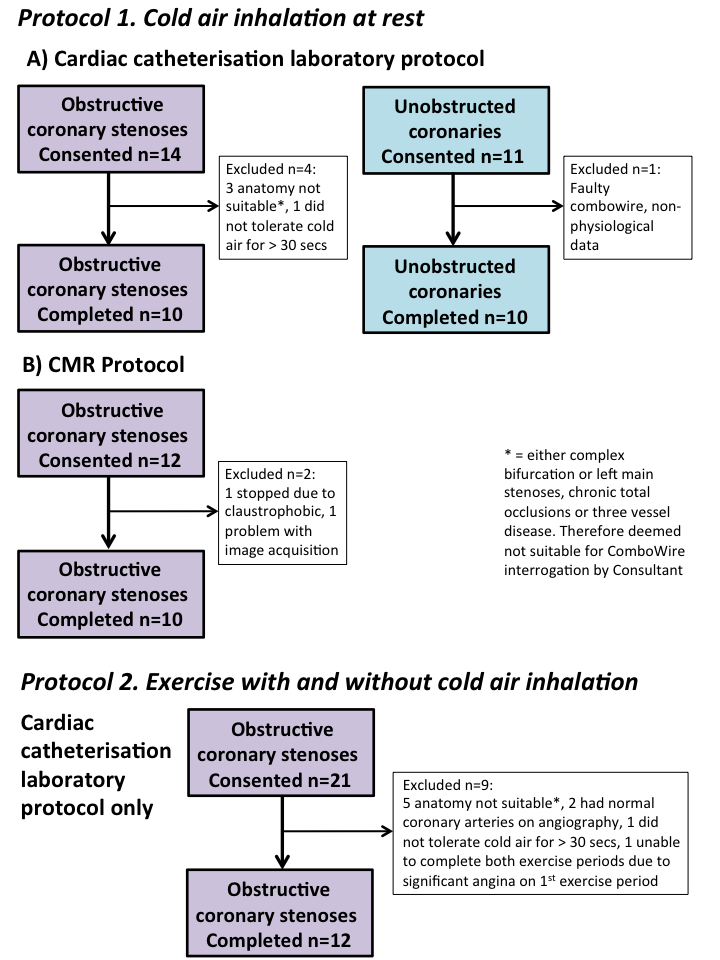 Protocol 1. Cold air inhalation at rest
A) Cardiac catheterisation laboratory protocol
Obstructive
coronary stenoses
Consented n=14
Excluded n=4:
3 anatomy not
suitable*, 1 did
not tolerate cold
air for > 30 secs
Obstructive
coronary stenoses
Completed n=10
Unobstructed
coronaries
Consented n=11
Excluded n=1:
Faulty
combowire, non-
physiological
data
Unobstructed
coronaries
Completed n=10
B) CMR Protocol
Obstructive
coronary stenoses
Consented n=12
Excluded n=2:
1 stopped due to
claustrophobic, 1
problem with
image acquisition
Obstructive
coronary stenoses
Completed n=10
* = either complex
bifurcation or left main
stenoses, chronic total
occlusions or three vessel
disease. Therefore deemed
not suitable for ComboWire
interrogation by Consultant
Protocol 2. Exercise with and without cold air inhalation
Cardiac
catheterisation
laboratory
protocol only
Obstructive
coronary stenoses
Consented n=21
Excluded n=9:
5 anatomy not suitable*, 2 had normal
coronary arteries on angiography, 1 did
not tolerate cold air for > 30 secs, 1 unable
to complete both exercise periods due to
significant angina on 1st exercise period
Obstructive
coronary stenoses
Completed n=12